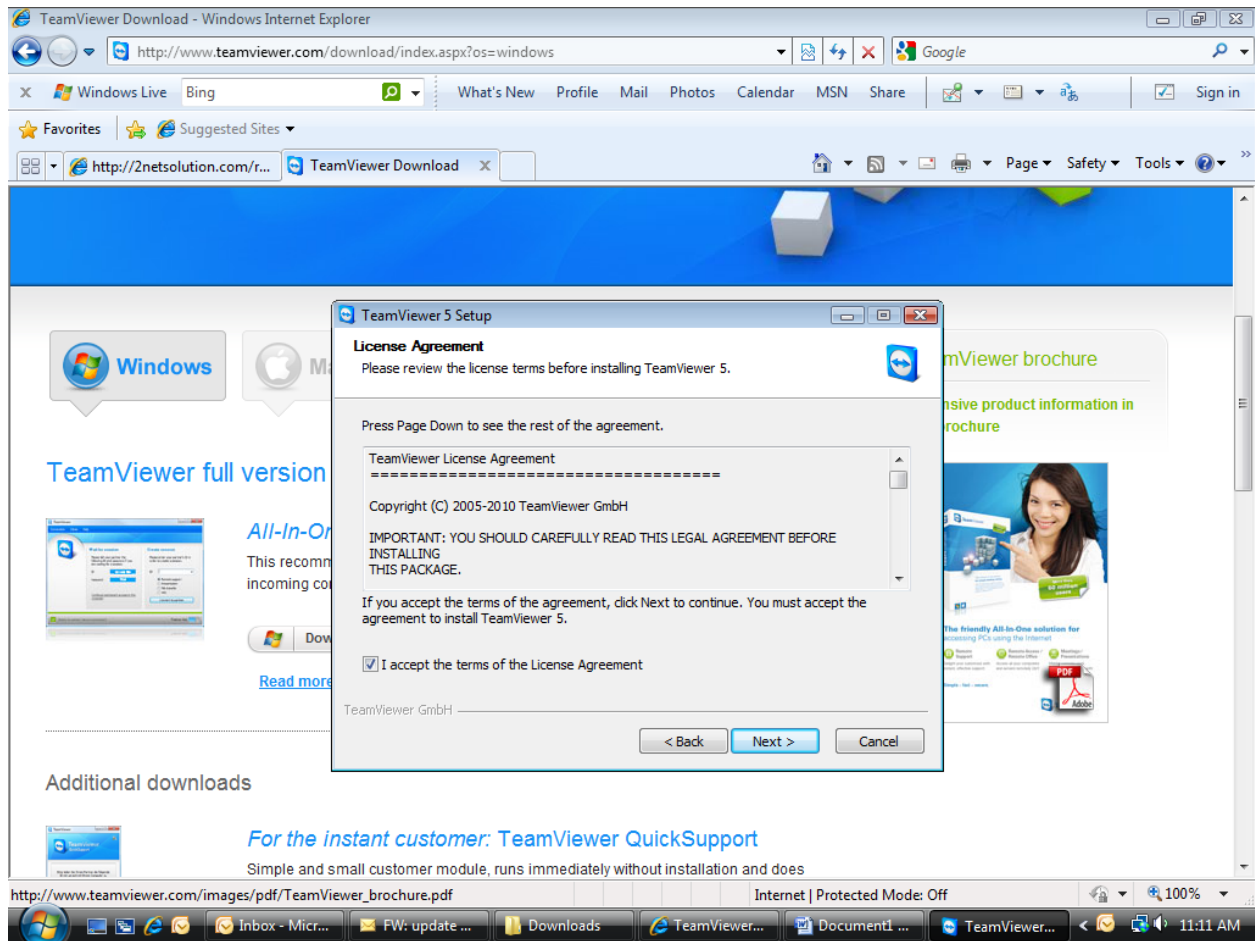 TeamViewer Download - Windows Internet Explorer
http://www.teamviewer.com/download/index.aspx?os=windows
Google
x Windows Live Bing What's New Profile Mail Photos Calendar MSN Share Sign in
Favorites Suggested Sites
http://2netsolution.com/r... TeamViewer Download x Page Safety Tools »
Windows
Ma
mViewer brochure
nsive product information in
rochure
TeamViewer full version
All-In-On
This recomm
incoming cor
Dow
Read more
TeamViewer 5 Setup
License Agreement
Please review the license terms before installing TeamViewer 5.
Press Page Down to see the rest of the agreement.
TeamViewer License Agreement
====================================
Copyright (C) 2005-2010 TeamViewer GmbH
IMPORTANT: YOU SHOULD CAREFULLY READ THIS LEGAL AGREEMENT BEFORE
INSTALLING
THIS PACKAGE.
If you accept the terms of the agreement, click Next to continue. You must accept the
agreement to install TeamViewer 5.
I accept the terms of the License Agreement
TeamViewer GmbH
< Back Next > Cancel
The friendly All-In-One solution for
accessing PCs using the Internet
PDF
Adobe
Additional downloads
For the instant customer: TeamViewer QuickSupport
Simple and small customer module, runs immediately without installation and does
http://www.teamviewer.com/images/pdf/TeamViewer_brochure.pdf Internet | Protected Mode: Off 100%
Inbox - Micr... FW: update ... Downloads TeamViewer... Document1 ... TeamViewer... < 11:11 AM